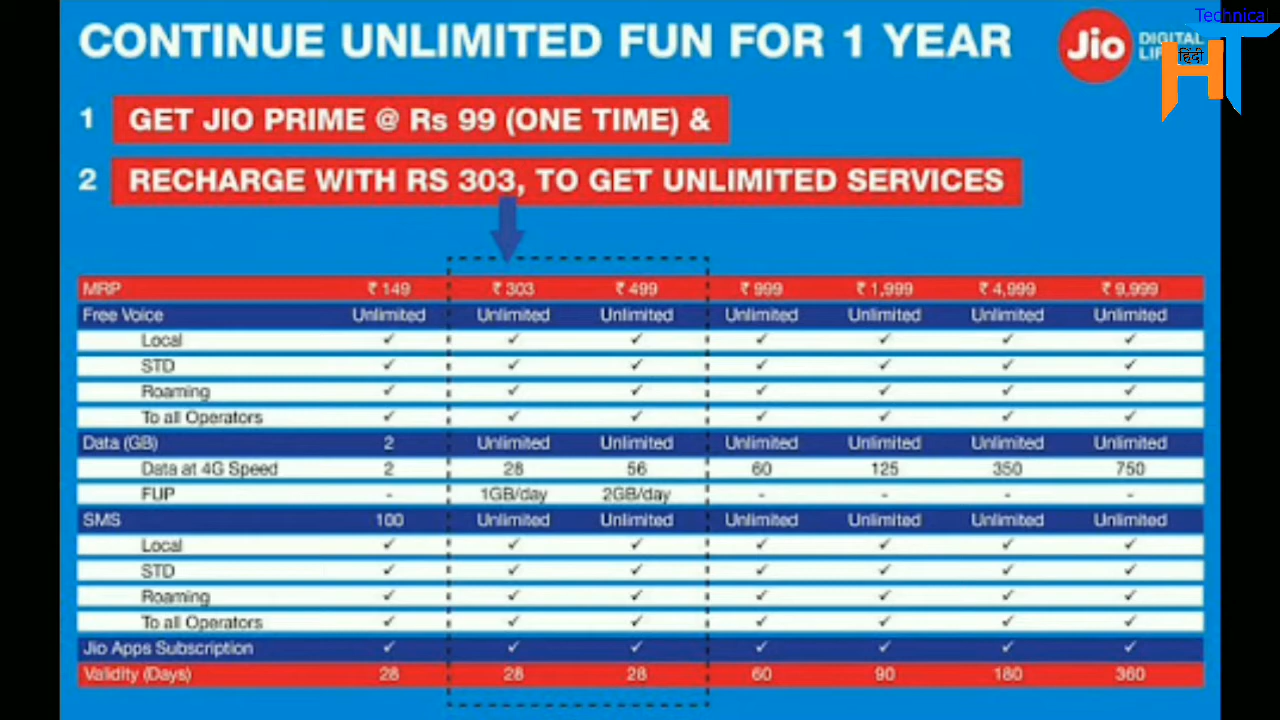 CONTINUE UNLIMITED FUN FOR 1 YEAR
Jio DIGITAL
Technical
हिंदी
1 GET JIO PRIME @ Rs 99 (ONE TIME) &
2 RECHARGE WITH RS 303, TO GET UNLIMITED SERVICES
MRP ₹ 149 ₹ 303 ₹ 499 ₹ 999 ₹ 1,999 ₹ 4,999 ₹ 9,999
Free Voice Unlimited Unlimited Unlimited Unlimited Unlimited Unlimited Unlimited
Local ✓ ✓ ✓ ✓ ✓ ✓ ✓
STD ✓ ✓ ✓ ✓ ✓ ✓ ✓
Roaming ✓ ✓ ✓ ✓ ✓ ✓ ✓
To all Operators ✓ ✓ ✓ ✓ ✓ ✓ ✓
Data (GB) 2 Unlimited Unlimited Unlimited Unlimited Unlimited Unlimited
Data at 4G Speed 2 28 56 60 125 350 750
FUP - 1GB/day 2GB/day - - - -
SMS 100 Unlimited Unlimited Unlimited Unlimited Unlimited Unlimited
Local ✓ ✓ ✓ ✓ ✓ ✓ ✓
STD ✓ ✓ ✓ ✓ ✓ ✓ ✓
Roaming ✓ ✓ ✓ ✓ ✓ ✓ ✓
To all Operators ✓ ✓ ✓ ✓ ✓ ✓ ✓
Jio Apps Subscription ✓ ✓ ✓ ✓ ✓ ✓ ✓
Validity (Days) 28 28 28 60 90 180 360